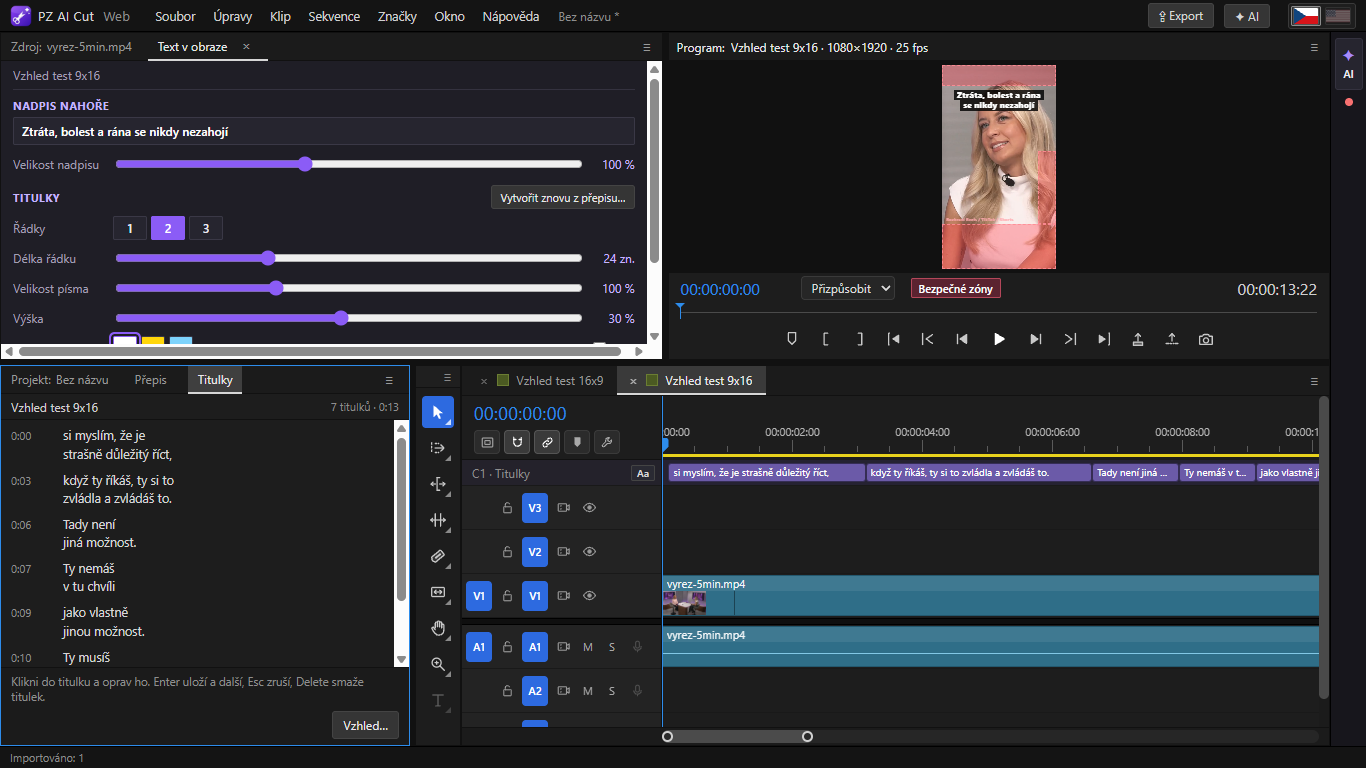 PZ AI Cut Web Soubor Úpravy Klip Sekvence Značky Okno Nápověda Bez názvu * Export AI
Zdroj: vyrez-5min.mp4 Text v obraze ×
Vzhled test 9x16
NADPIS NAHOŘE
Ztráta, bolest a rána se nikdy nezahojí
Velikost nadpisu 100 %
TITULKY Vytvořit znovu z přepisu...
Řádky 1 2 3
Délka řádku 24 zn.
Velikost písma 100 %
Výška 30 %
Program: Vzhled test 9x16 · 1080×1920 · 25 fps
Ztráta, bolest a rána
se nikdy nezahojí
00:00:00:00 Přizpůsobit Bezpečné zóny 00:00:13:22
AI
Projekt: Bez názvu Přepis Titulky
Vzhled test 9x16 7 titulků · 0:13
0:00 si myslím, že je
strašně důležitý říct,
0:03 když ty říkáš, ty si to
zvládla a zvládáš to.
0:06 Tady není
jiná možnost.
0:07 Ty nemáš
v tu chvíli
0:09 jako vlastně
jinou možnost.
0:10 Ty musíš
Klikni do titulku a oprav ho. Enter uloží a další, Esc zruší, Delete smaže
titulek.
Vzhled...
× Vzhled test 16x9 × Vzhled test 9x16
00:00:00:00
:00:00 00:00:02:00 00:00:04:00 00:00:06:00 00:00:08:00 00:00:1
C1 · Titulky Aa
si myslím, že je strašně důležitý říct, když ty říkáš, ty si to zvládla a zvládáš to. Tady není jiná ... Ty nemáš v t... jako vlastně ji
V3
V2
V1 V1 vyrez-5min.mp4
A1 A1 M S vyrez-5min.mp4
A2 M S
Importováno: 1